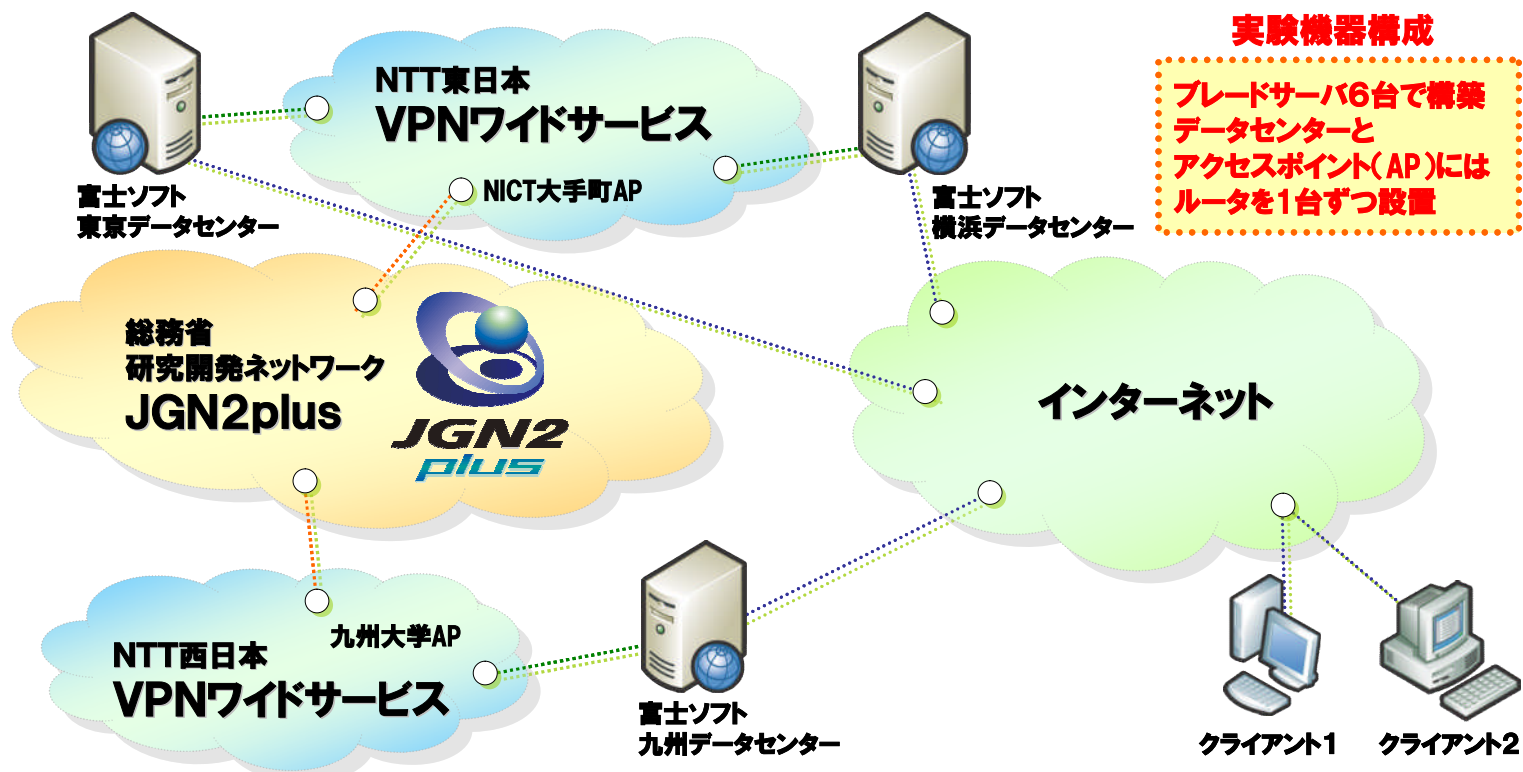 実験機器構成
ブレードサーバ6台で構築
データセンターと
アクセスポイント(AP)には
ルータを1台ずつ設置
NTT東日本
VPNワイドサービス
NICT大手町AP
富士ソフト
東京データセンター
富士ソフト
横浜データセンター
総務省
研究開発ネットワーク
JGN2plus
JGN2
plus
インターネット
九州大学AP
NTT西日本
VPNワイドサービス
富士ソフト
九州データセンター
クライアント1
クライアント2